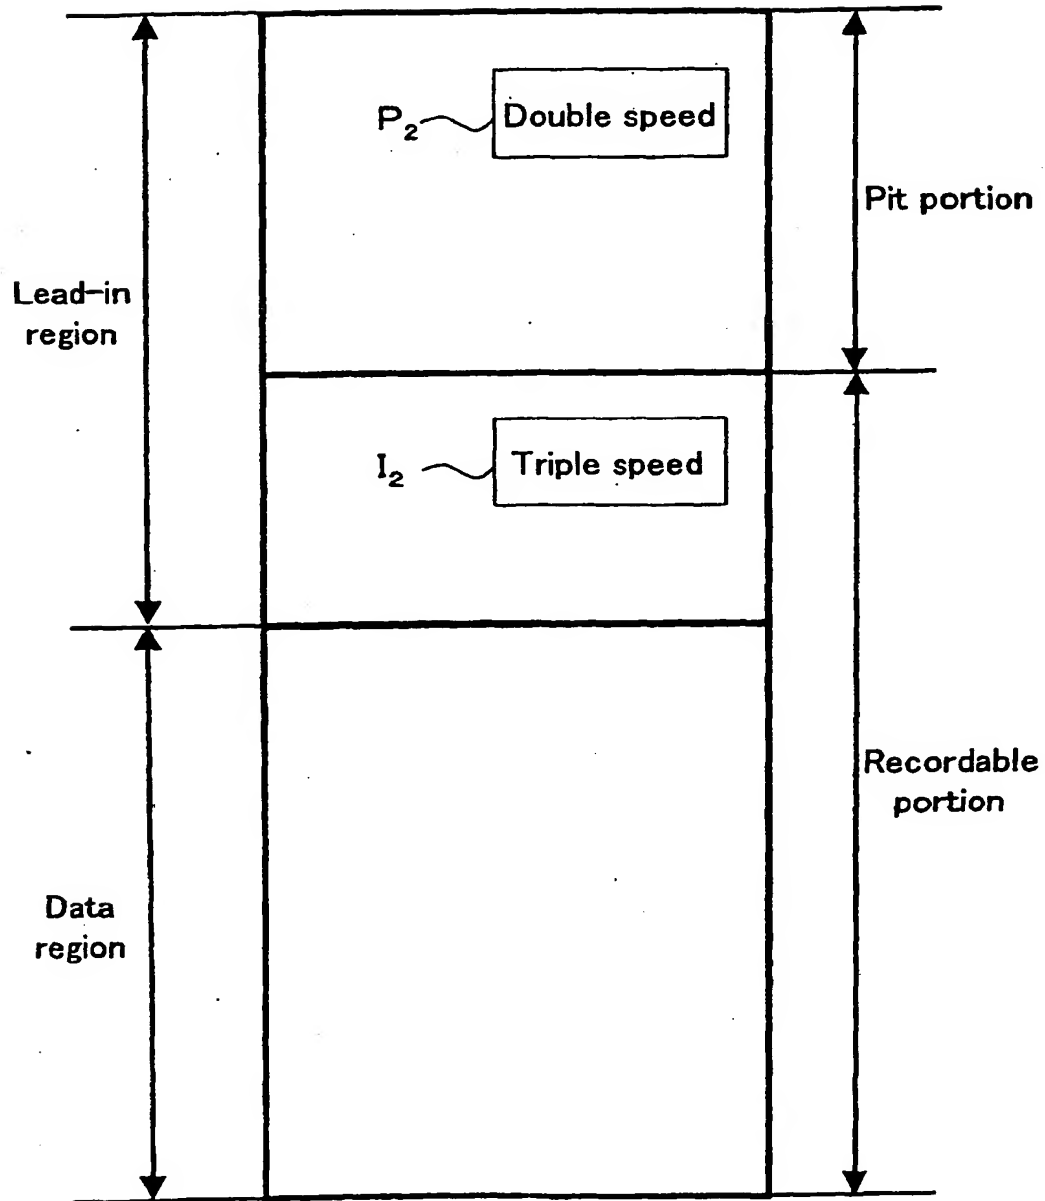 P₂ Double speed
Pit portion
Lead-in
region
I₂ Triple speed
Recordable
portion
Data
region